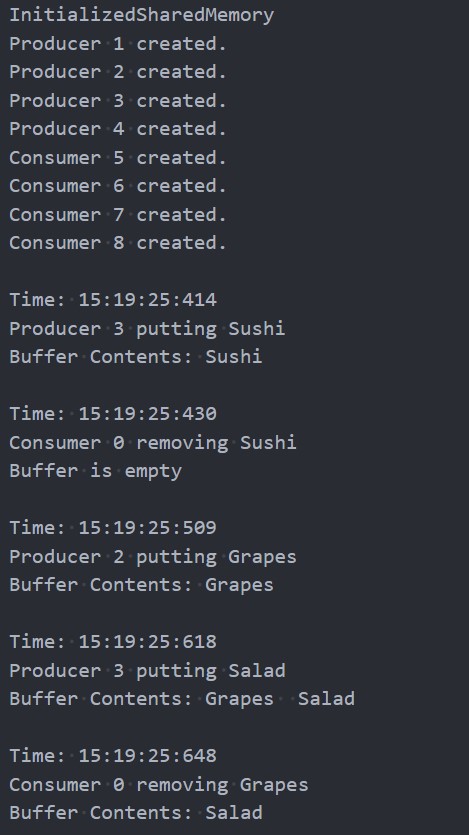 InitializedSharedMemory
Producer 1 created.
Producer 2 created.
Producer 3 created.
Producer 4 created.
Consumer 5 created.
Consumer 6 created.
Consumer 7 created.
Consumer 8 created.
Time: 15:19:25:414
Producer 3 putting Sushi
Buffer Contents: Sushi
Time: 15:19:25:430
Consumer 0 removing Sushi
Buffer is empty
Time: 15:19:25:509
Producer 2 putting Grapes
Buffer Contents: Grapes
Time: 15:19:25:618
Producer 3 putting Salad
Buffer Contents: Grapes  Salad
Time: 15:19:25:648
Consumer 0 removing Grapes
Buffer Contents: Salad